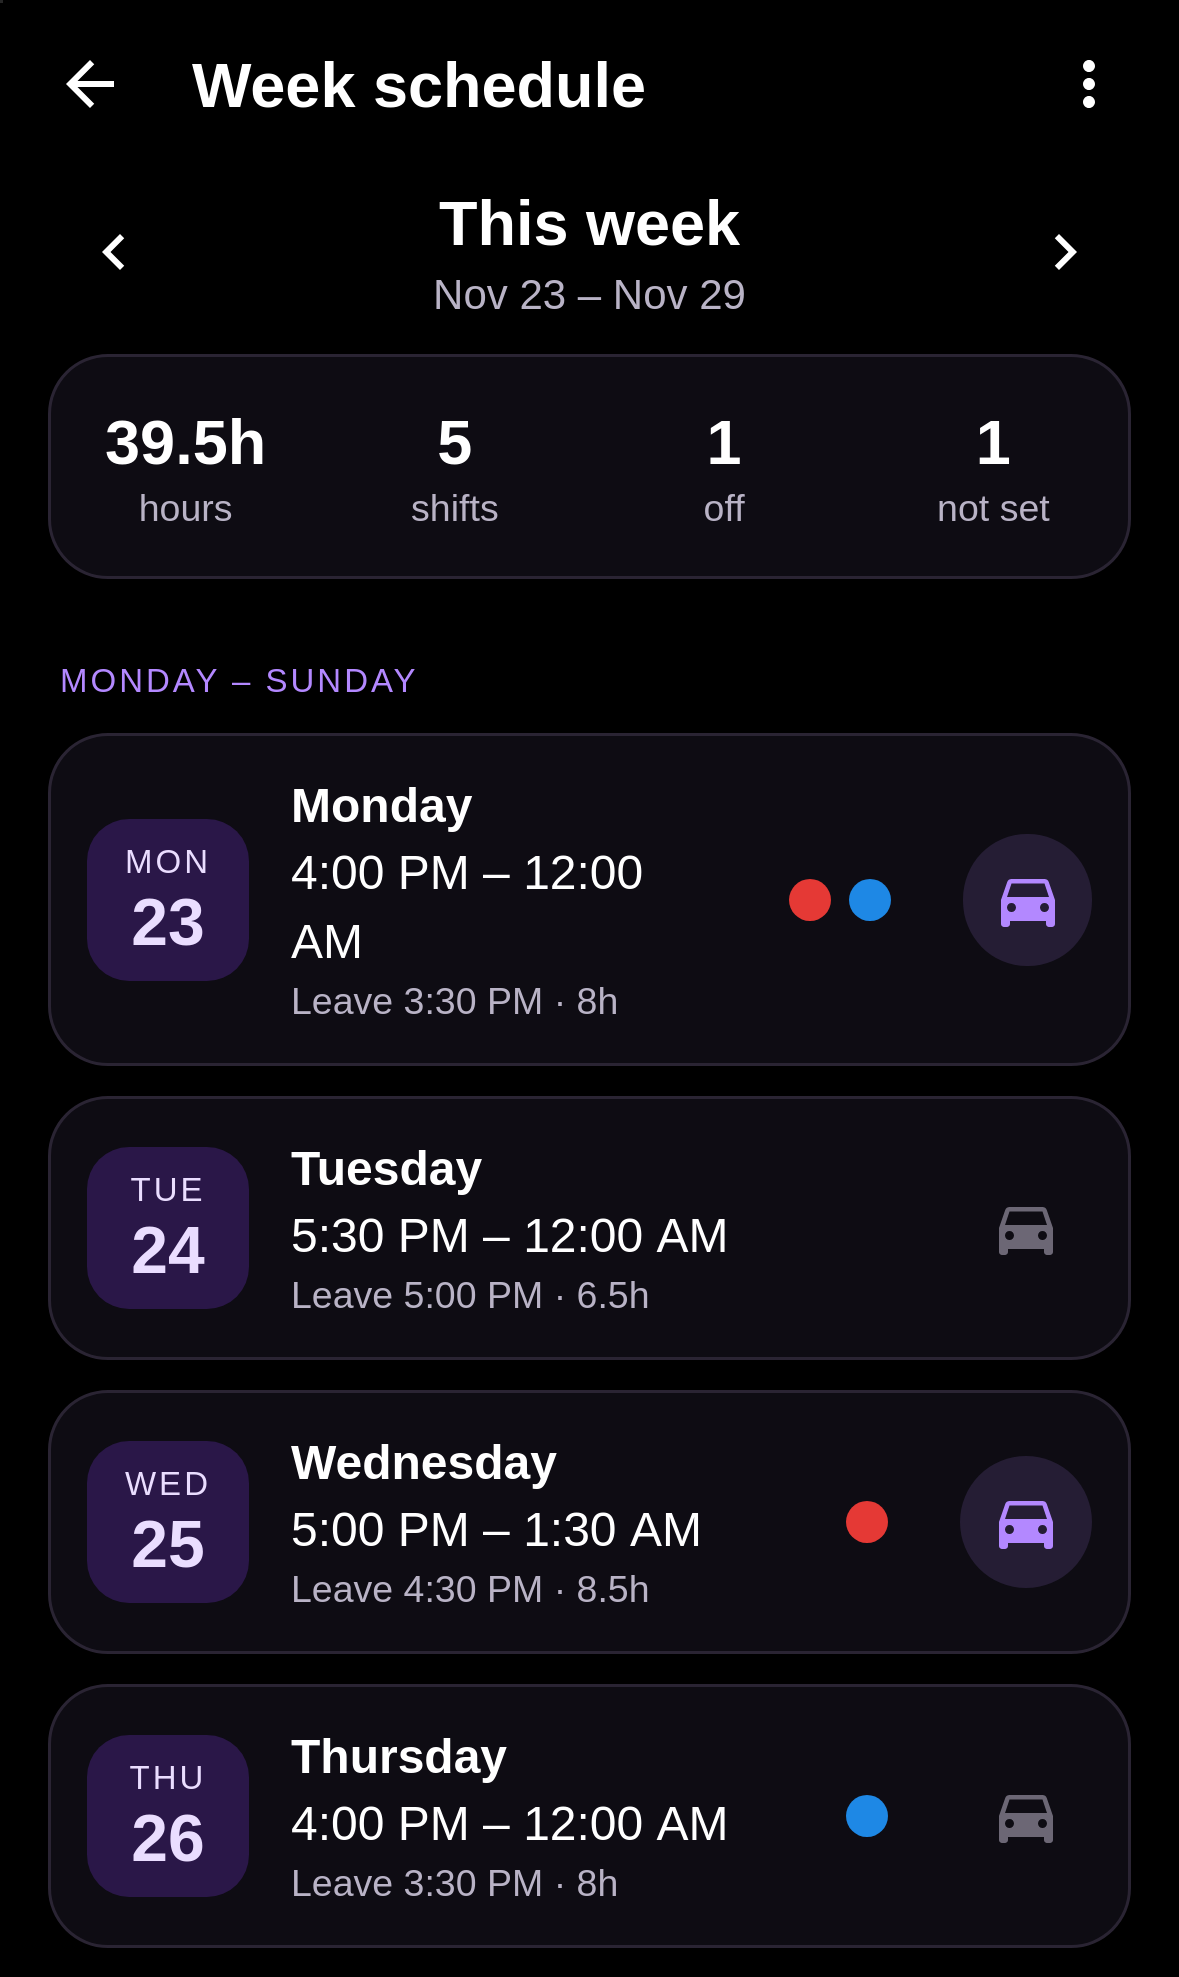 Week schedule
This week
Nov 23 – Nov 29
39.5h
hours
5
shifts
1
off
1
not set
MONDAY – SUNDAY
MON
23
Monday
4:00 PM – 12:00
AM
Leave 3:30 PM · 8h
TUE
24
Tuesday
5:30 PM – 12:00 AM
Leave 5:00 PM · 6.5h
WED
25
Wednesday
5:00 PM – 1:30 AM
Leave 4:30 PM · 8.5h
THU
26
Thursday
4:00 PM – 12:00 AM
Leave 3:30 PM · 8h